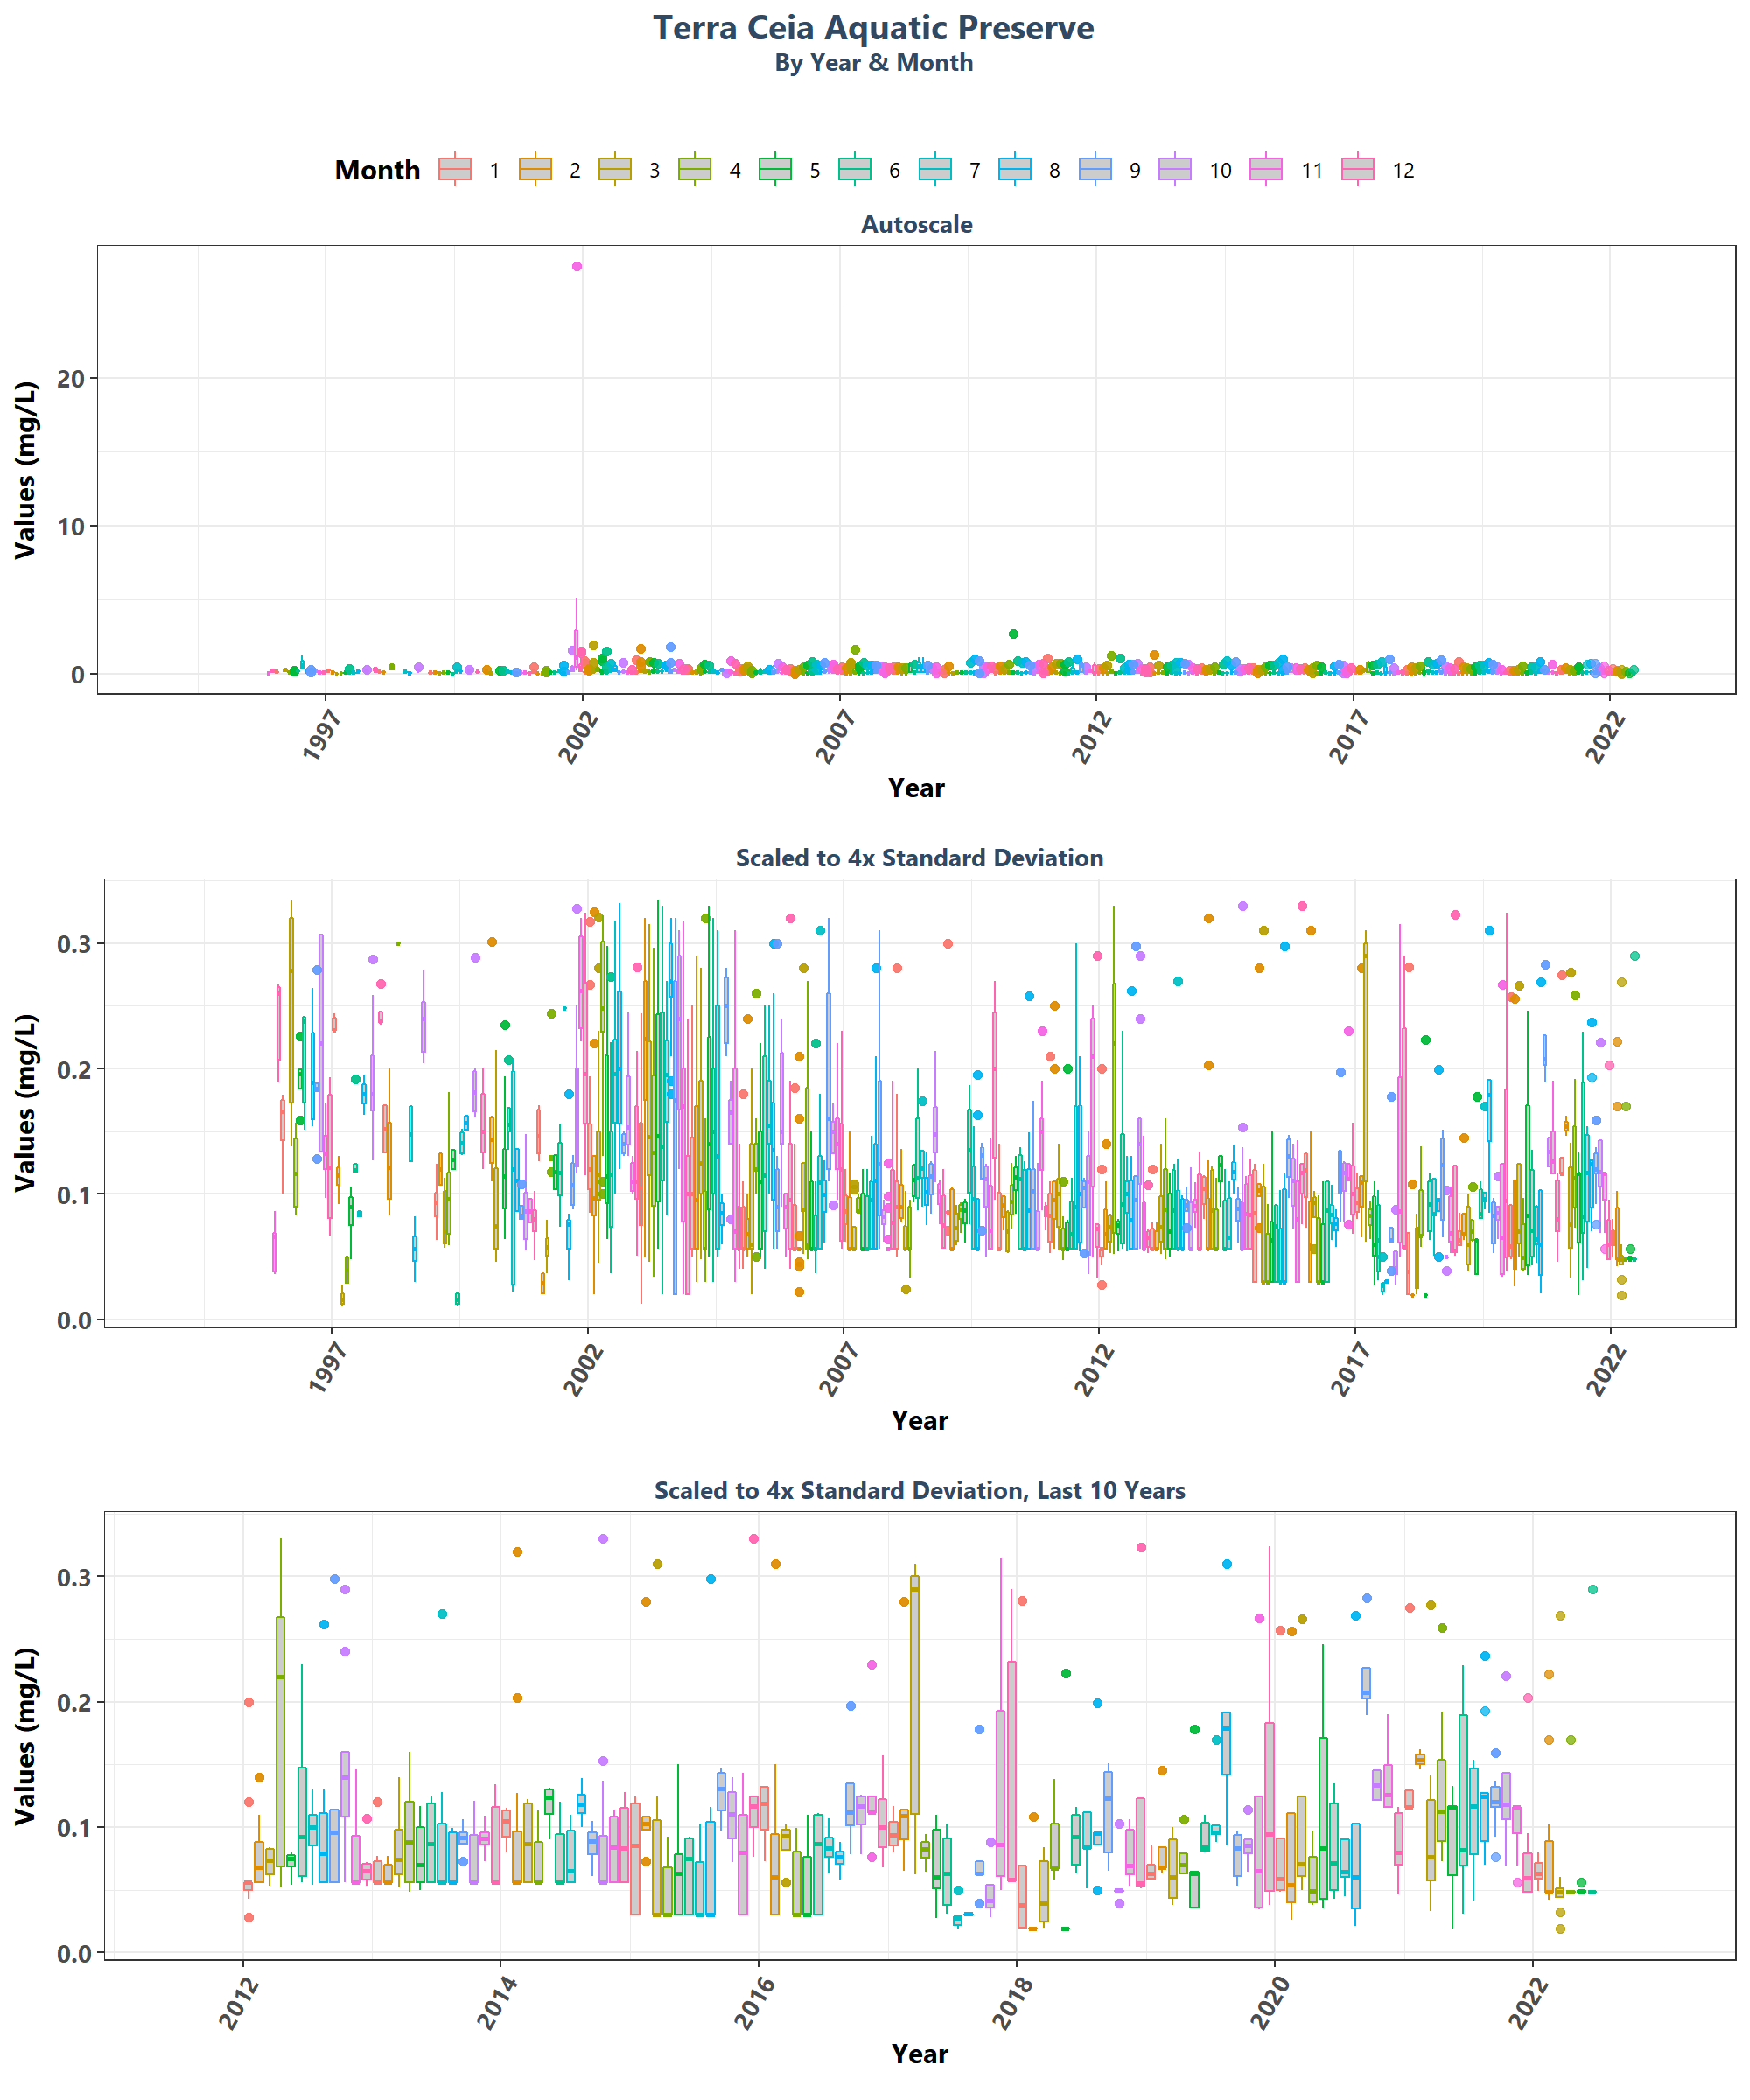 Terra Ceia Aquatic Preserve
By Year & Month
Month 1 2 3 4 5 6 7 8 9 10 11 12
Autoscale
Values (mg/L)
20
10
0
1997 2002 2007 2012 2017 2022
Year
Scaled to 4x Standard Deviation
Values (mg/L)
0.3
0.2
0.1
0.0
1997 2002 2007 2012 2017 2022
Year
Scaled to 4x Standard Deviation, Last 10 Years
Values (mg/L)
0.3
0.2
0.1
0.0
2012 2014 2016 2018 2020 2022
Year